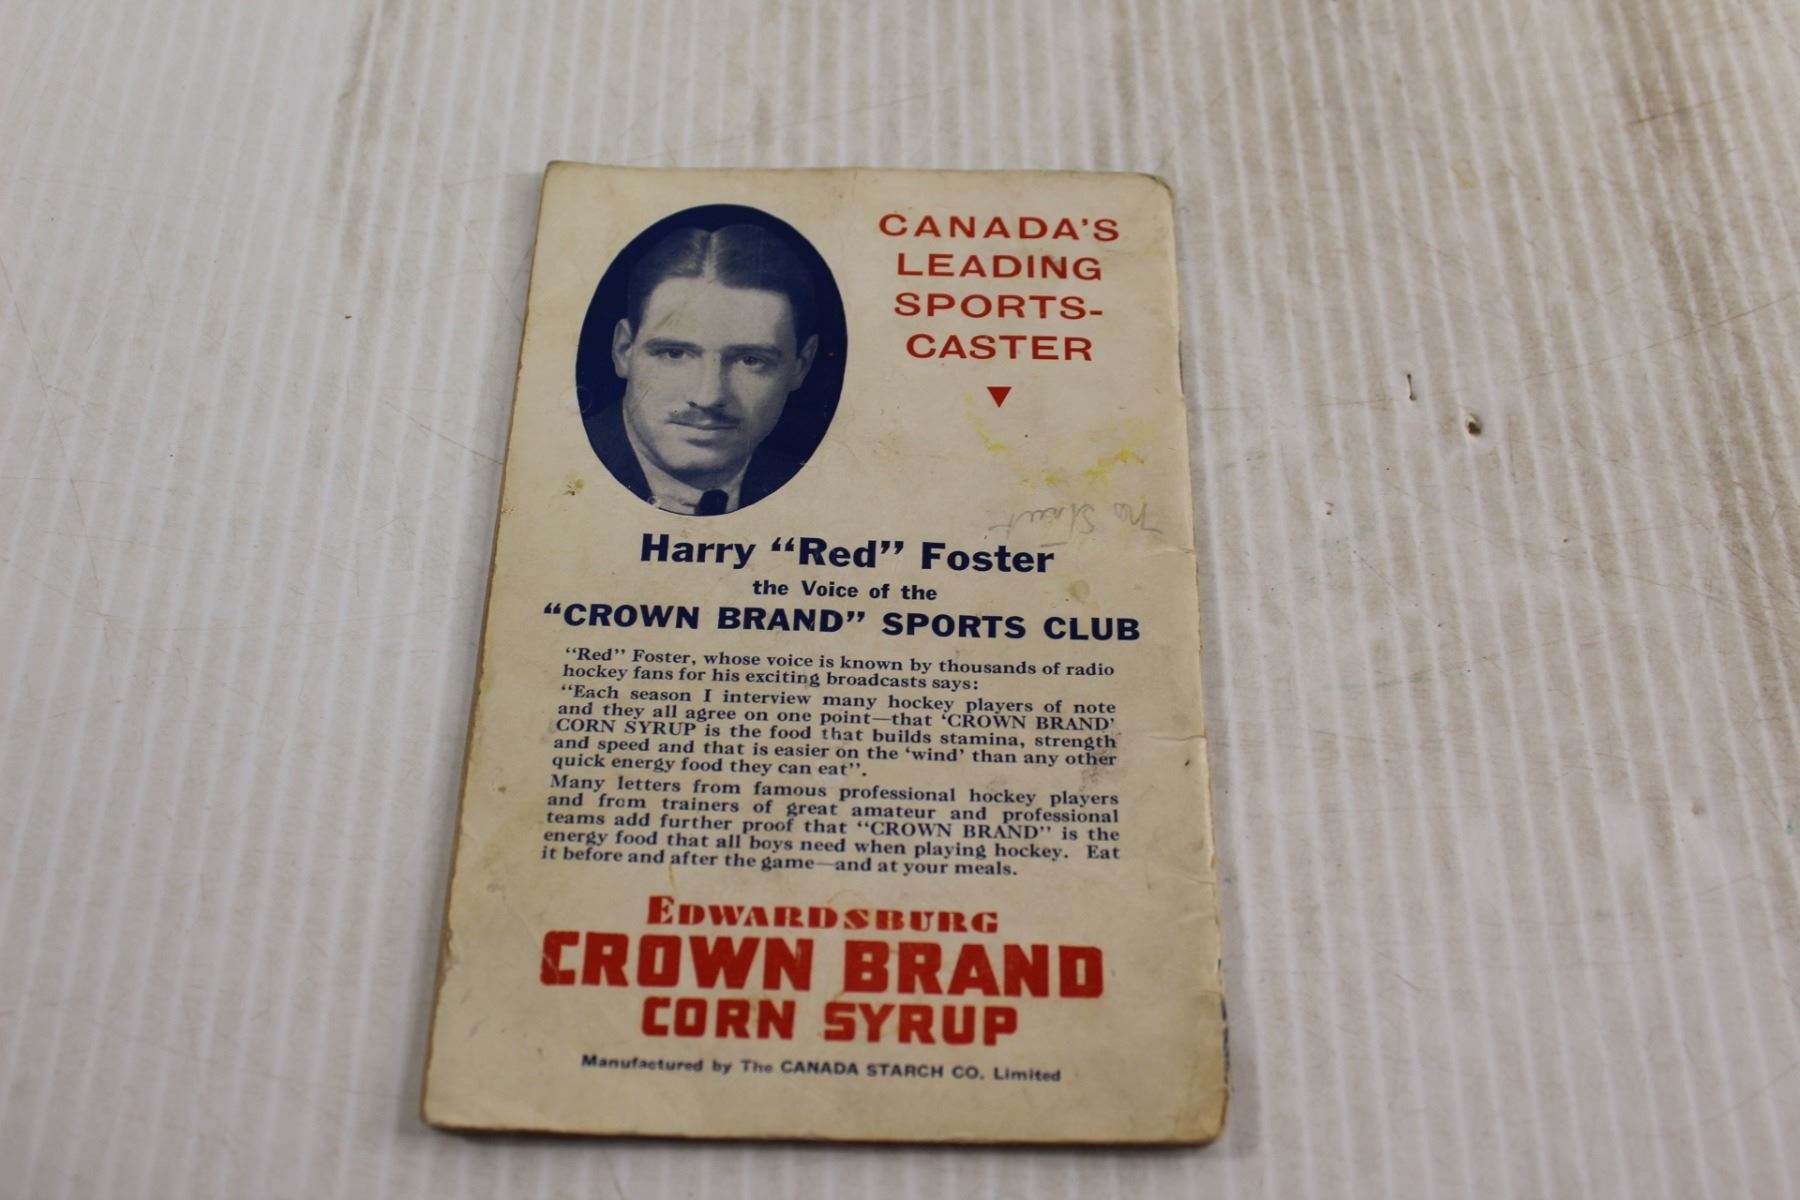 CANADA'S
LEADING
SPORTS-
CASTER
Harry "Red" Foster
the Voice of the
"CROWN BRAND" SPORTS CLUB
"Red" Foster, whose voice is known by thousands of radio
hockey fans for his exciting broadcasts says:
"Each season I interview many hockey players of note
and they all agree on one point—that 'CROWN BRAND'
CORN SYRUP is the food that builds stamina, strength
and speed and that is easier on the 'wind' than any other
quick energy food they can eat".
Many letters from famous professional hockey players
and from trainers of great amateur and professional
teams add further proof that "CROWN BRAND" is the
energy food that all boys need when playing hockey. Eat
it before and after the game—and at your meals.
EDWARDSBURG
CROWN BRAND
CORN SYRUP
Manufactured by The CANADA STARCH CO. Limited